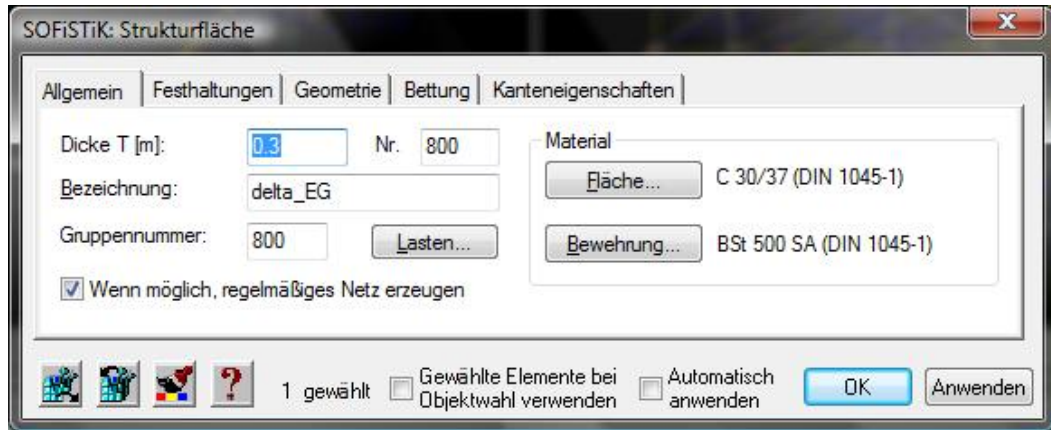 SOFiSTiK: Strukturfläche
Allgemein Festhaltungen Geometrie Bettung Kanteneigenschaften
Dicke T [m]: 0.3 Nr. 800
Bezeichnung: delta_EG
Gruppennummer: 800 Lasten...
Wenn möglich, regelmäßiges Netz erzeugen
Material
Fläche... C 30/37 (DIN 1045-1)
Bewehrung... BSt 500 SA (DIN 1045-1)
? 1 gewählt
Gewählte Elemente bei
Objektwahl verwenden
Automatisch
anwenden
OK Anwenden